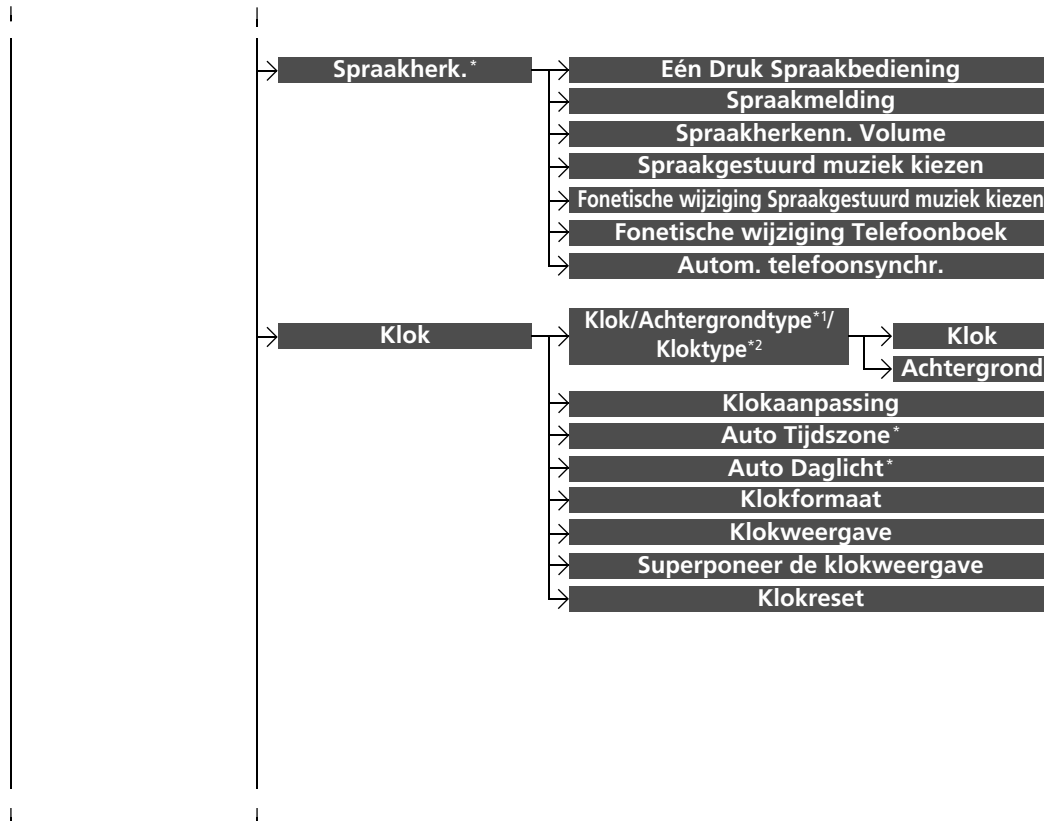 Spraakherk.*
Eén Druk Spraakbediening
Spraakmelding
Spraakherkenn. Volume
Spraakgestuurd muziek kiezen
Fonetische wijziging Spraakgestuurd muziek kiezen
Fonetische wijziging Telefoonboek
Autom. telefoonsynchr.
Klok
Klok/Achtergrondtype*1/
Kloktype*2
Klok
Achtergrond
Klokaanpassing
Auto Tijdszone*
Auto Daglicht*
Klokformaat
Klokweergave
Superponeer de klokweergave
Klokreset